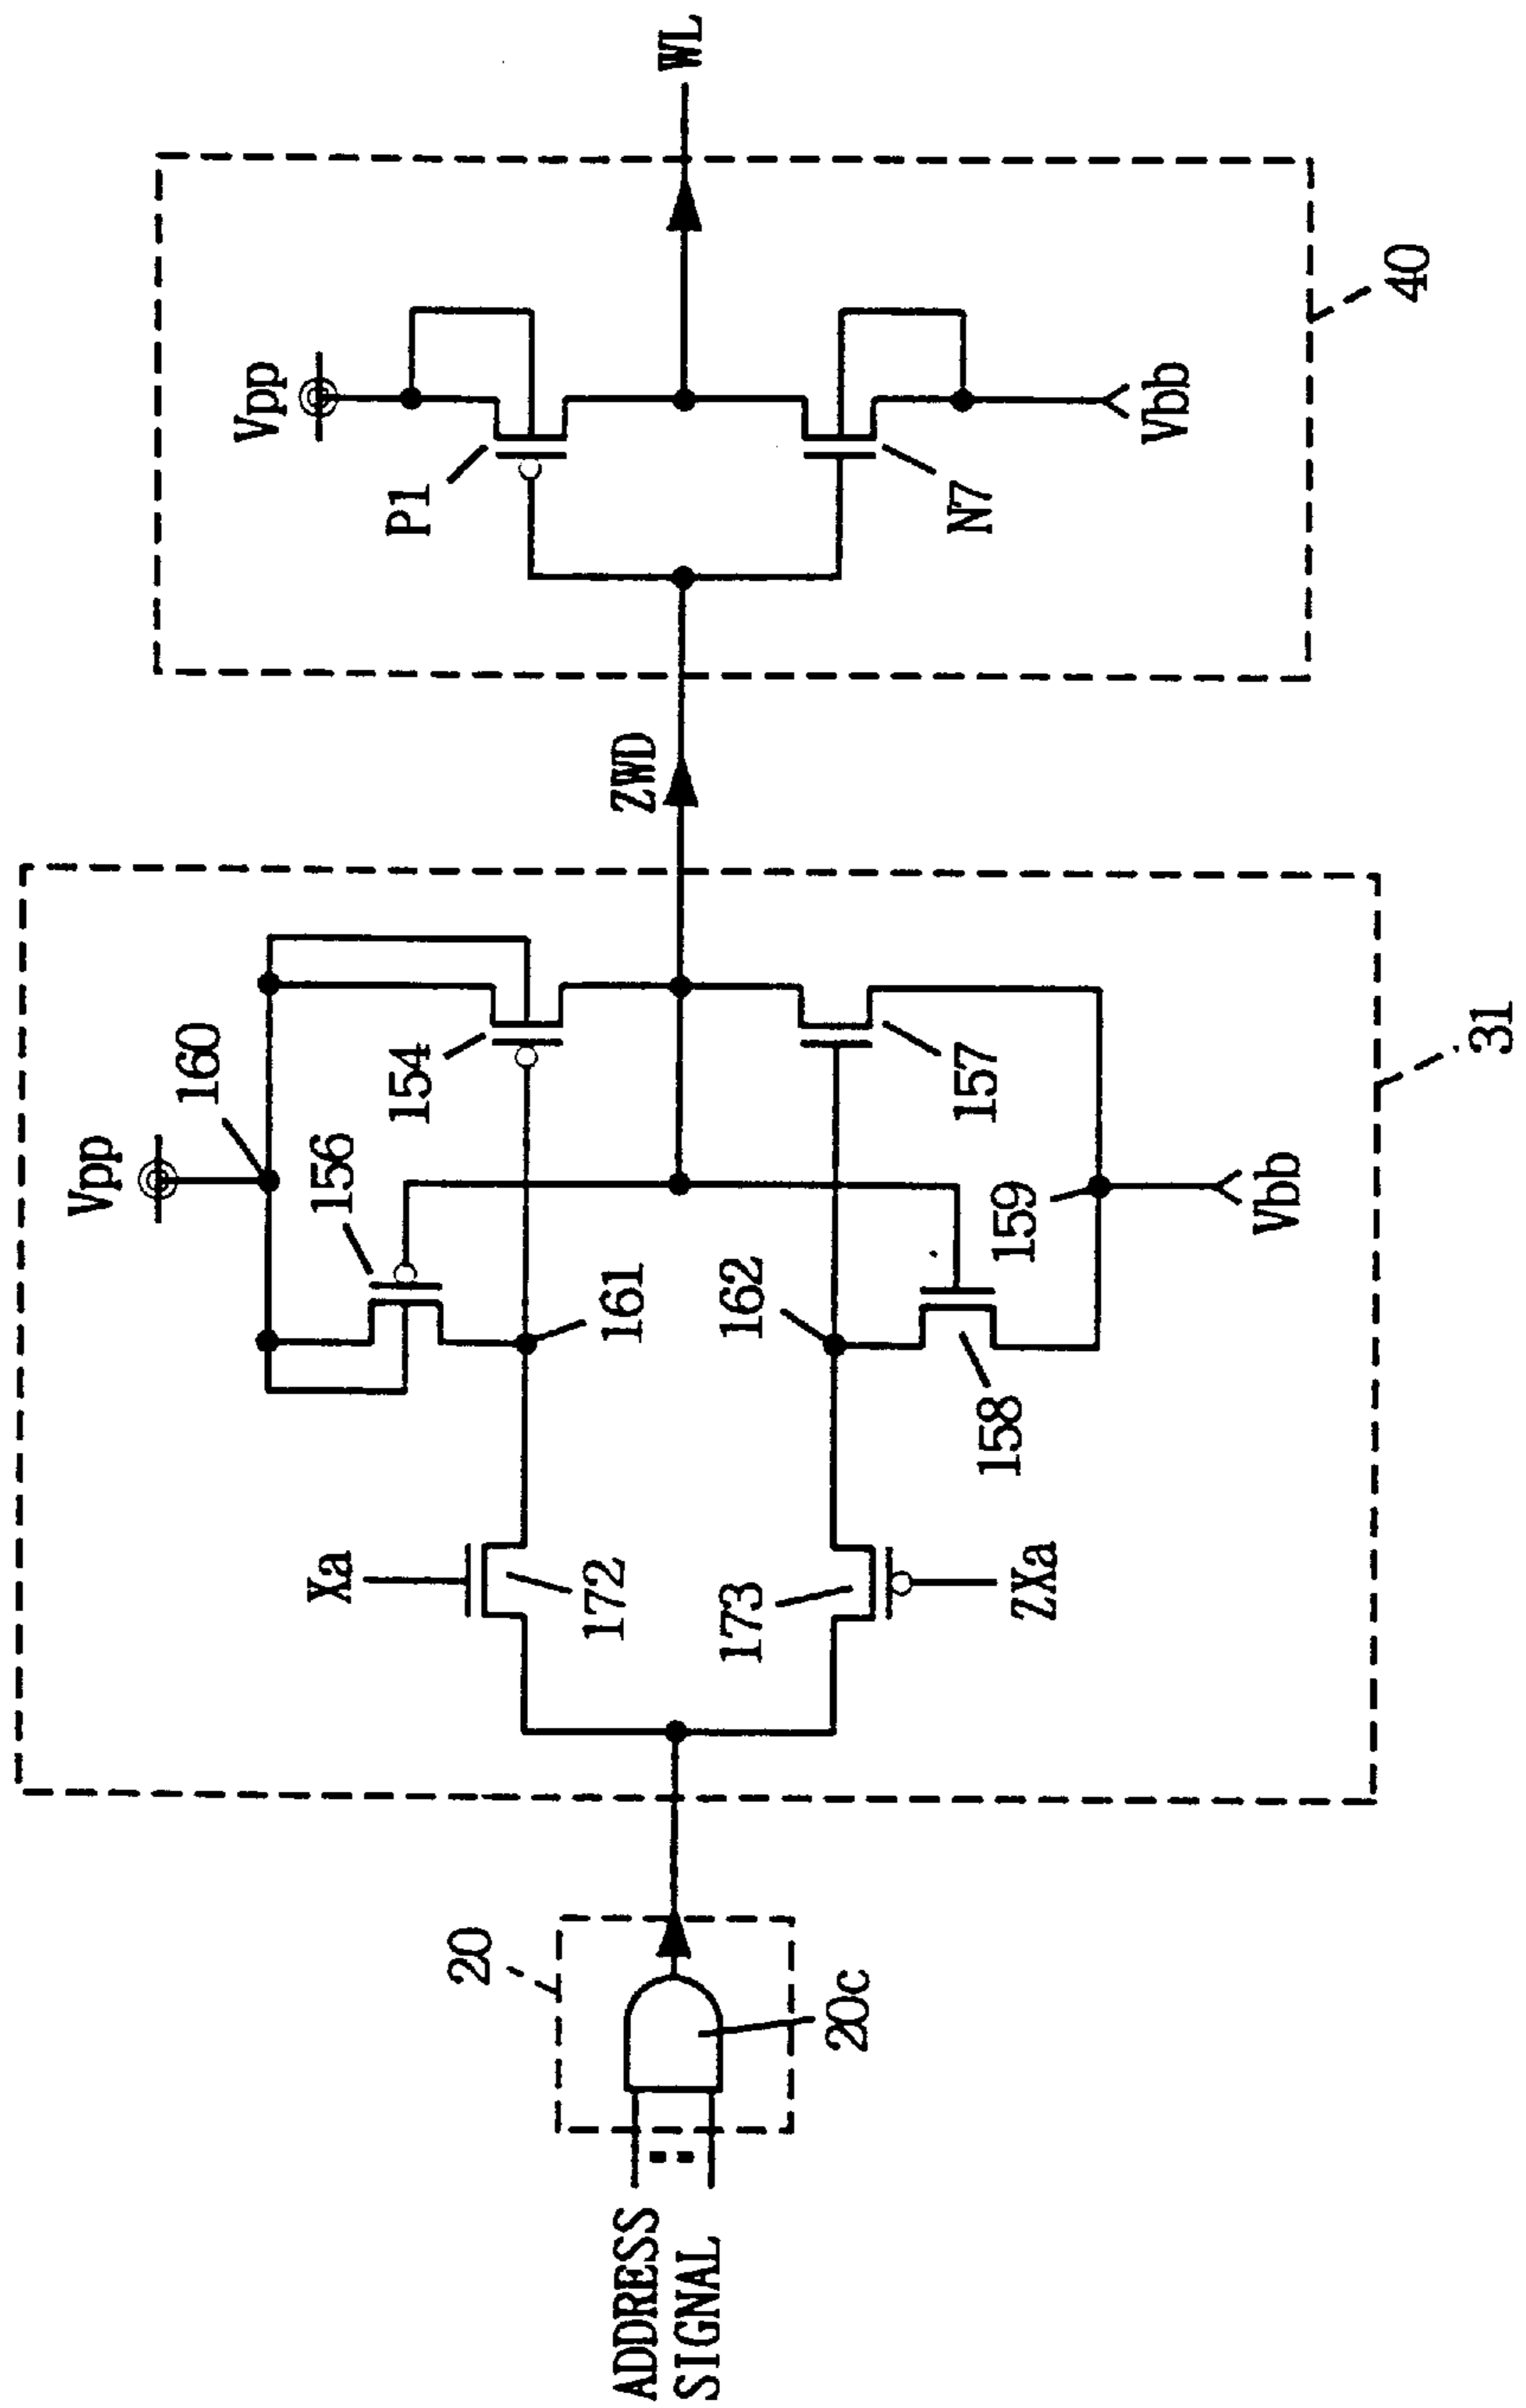 ADDRESS
SIGNAL
20
20c
Xa
172
173
ZXa
Vpp
160
156
154
161
162
158
157
159
Vbb
31
ZWD
Vpp
P1
N7
Vbb
40
WL